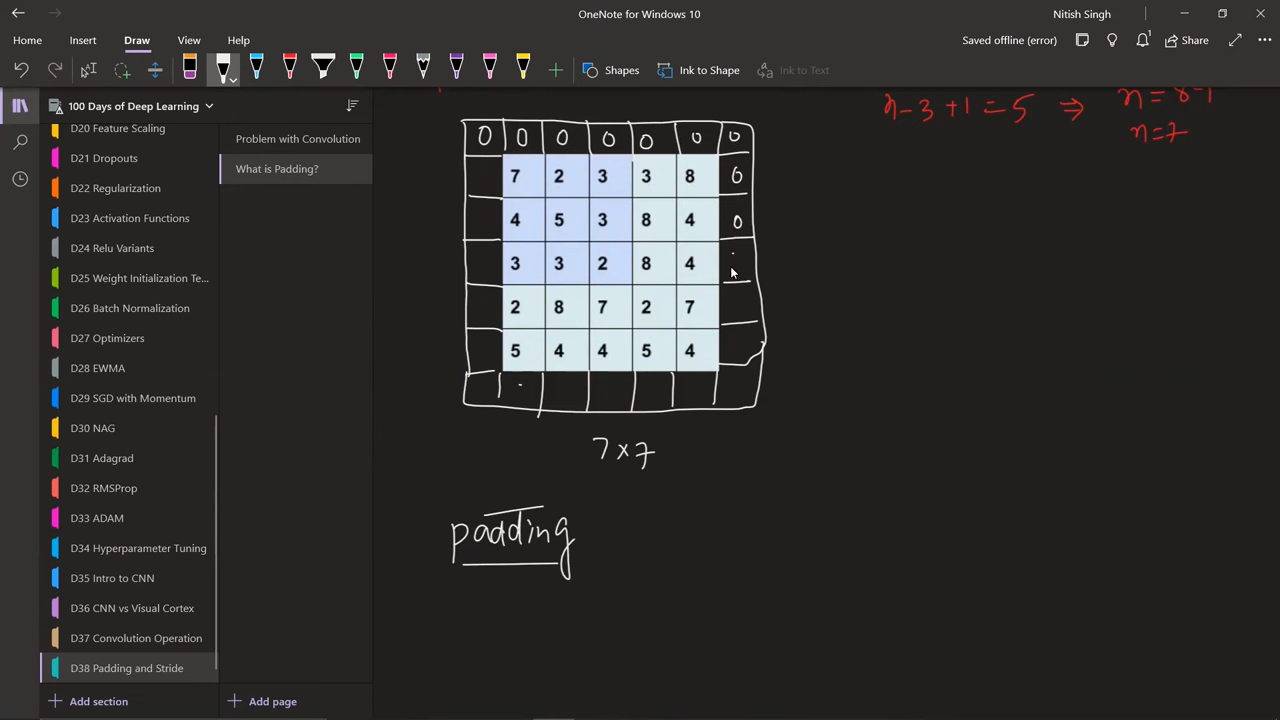 OneNote for Windows 10
Nitish Singh
Home Insert Draw View Help
Saved offline (error)
Share
Shapes
Ink to Shape
Ink to Text
100 Days of Deep Learning
D20 Feature Scaling
D21 Dropouts
D22 Regularization
D23 Activation Functions
D24 Relu Variants
D25 Weight Initialization Te...
D26 Batch Normalization
D27 Optimizers
D28 EWMA
D29 SGD with Momentum
D30 NAG
D31 Adagrad
D32 RMSProp
D33 ADAM
D34 Hyperparameter Tuning
D35 Intro to CNN
D36 CNN vs Visual Cortex
D37 Convolution Operation
D38 Padding and Stride
Add section
Problem with Convolution
What is Padding?
Add page
n-3+1=5 ⇒ n=8-1
n=7
0 0 0 0 0 0 0
7 2 3 3 8 0
4 5 3 8 4 0
3 3 2 8 4
2 8 7 2 7
5 4 4 5 4
7×7
padding